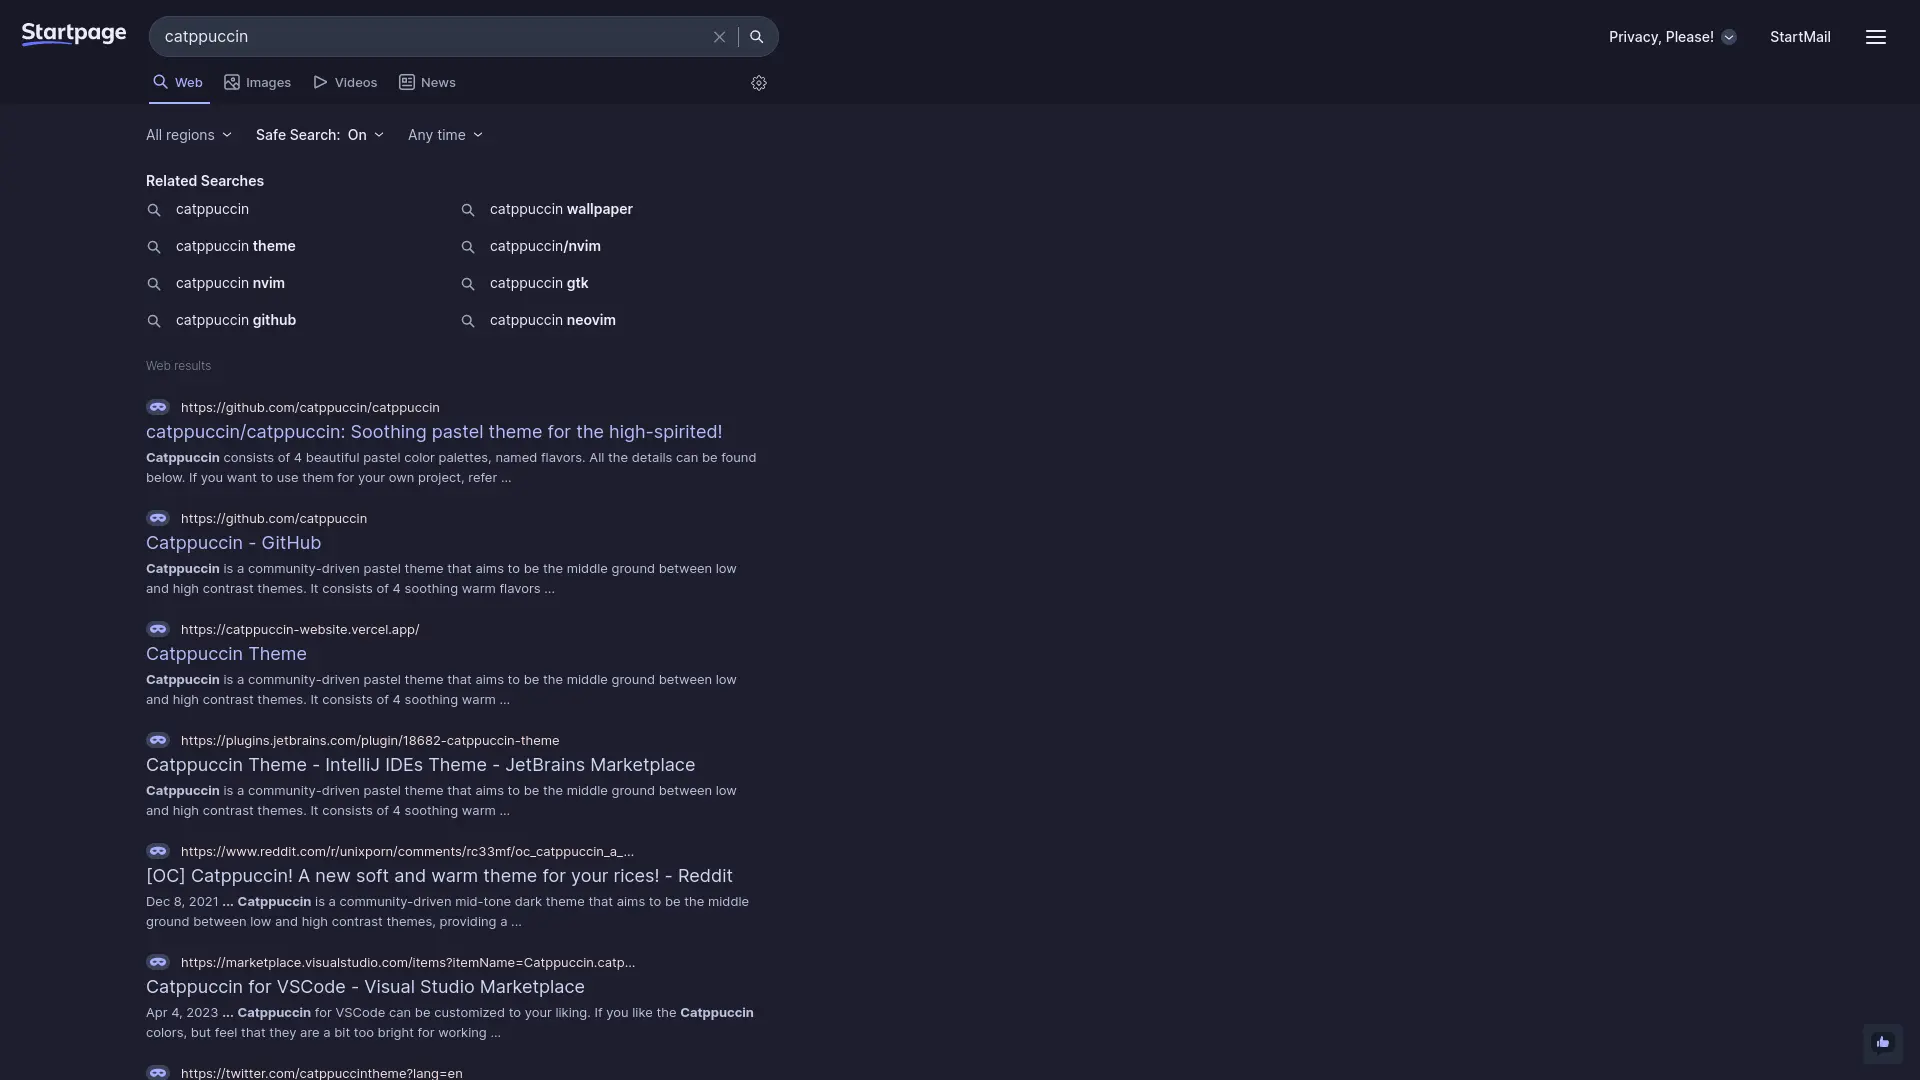 Startpage
catppuccin
Privacy, Please!
StartMail
Web
Images
Videos
News
All regions
Safe Search: On
Any time
Related Searches
catppuccin
catppuccin wallpaper
catppuccin theme
catppuccin/nvim
catppuccin nvim
catppuccin gtk
catppuccin github
catppuccin neovim
Web results
https://github.com/catppuccin/catppuccin
catppuccin/catppuccin: Soothing pastel theme for the high-spirited!
Catppuccin consists of 4 beautiful pastel color palettes, named flavors. All the details can be found
below. If you want to use them for your own project, refer ...
https://github.com/catppuccin
Catppuccin - GitHub
Catppuccin is a community-driven pastel theme that aims to be the middle ground between low
and high contrast themes. It consists of 4 soothing warm flavors ...
https://catppuccin-website.vercel.app/
Catppuccin Theme
Catppuccin is a community-driven pastel theme that aims to be the middle ground between low
and high contrast themes. It consists of 4 soothing warm ...
https://plugins.jetbrains.com/plugin/18682-catppuccin-theme
Catppuccin Theme - IntelliJ IDEs Theme - JetBrains Marketplace
Catppuccin is a community-driven pastel theme that aims to be the middle ground between low
and high contrast themes. It consists of 4 soothing warm ...
https://www.reddit.com/r/unixporn/comments/rc33mf/oc_catppuccin_a_...
[OC] Catppuccin! A new soft and warm theme for your rices! - Reddit
Dec 8, 2021 ... Catppuccin is a community-driven mid-tone dark theme that aims to be the middle
ground between low and high contrast themes, providing a ...
https://marketplace.visualstudio.com/items?itemName=Catppuccin.catp...
Catppuccin for VSCode - Visual Studio Marketplace
Apr 4, 2023 ... Catppuccin for VSCode can be customized to your liking. If you like the Catppuccin
colors, but feel that they are a bit too bright for working ...
https://twitter.com/catppuccintheme?lang=en